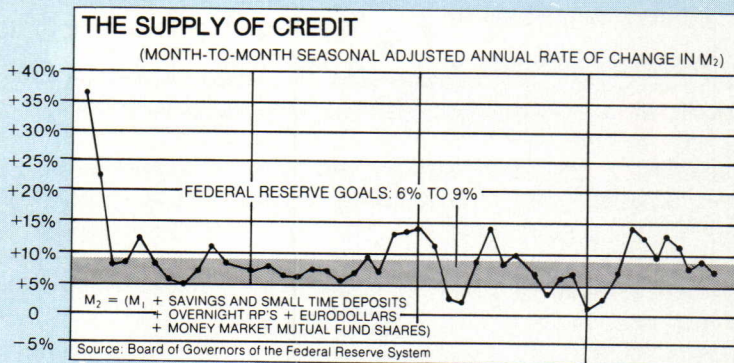 THE SUPPLY OF CREDIT
(MONTH-TO-MONTH SEASONAL ADJUSTED ANNUAL RATE OF CHANGE IN M₂)
+40%
+35%
+30%
+25%
+20%
FEDERAL RESERVE GOALS: 6% TO 9%
+15%
+10%
+5%
M₂ = (M₁ + SAVINGS AND SMALL TIME DEPOSITS
0
+ OVERNIGHT RP'S + EURODOLLARS
+ MONEY MARKET MUTUAL FUND SHARES)
-5%
Source: Board of Governors of the Federal Reserve System